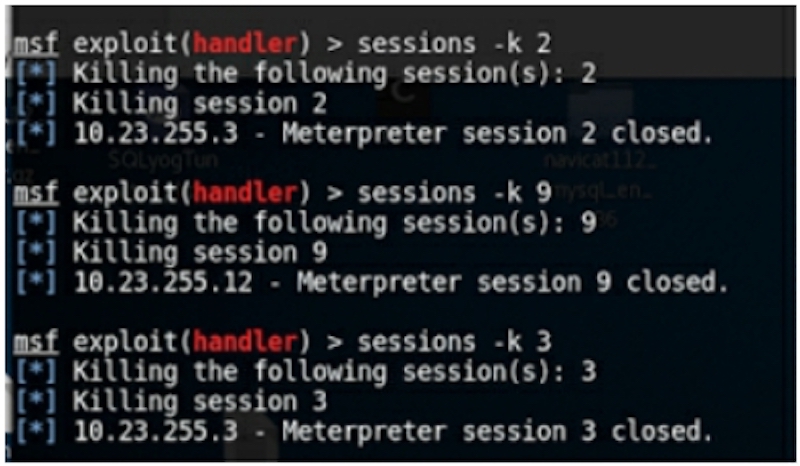 msf exploit(handler) > sessions -k 2
[*] Killing the following session(s): 2
[*] Killing session 2
[*] 10.23.255.3 - Meterpreter session 2 closed.
SQLyogTun
navicat112_
mysql_en_
msf exploit(handler) > sessions -k 9
[*] Killing the following session(s): 9
[*] Killing session 9
[*] 10.23.255.12 - Meterpreter session 9 closed.
msf exploit(handler) > sessions -k 3
[*] Killing the following session(s): 3
[*] Killing session 3
[*] 10.23.255.3 - Meterpreter session 3 closed.